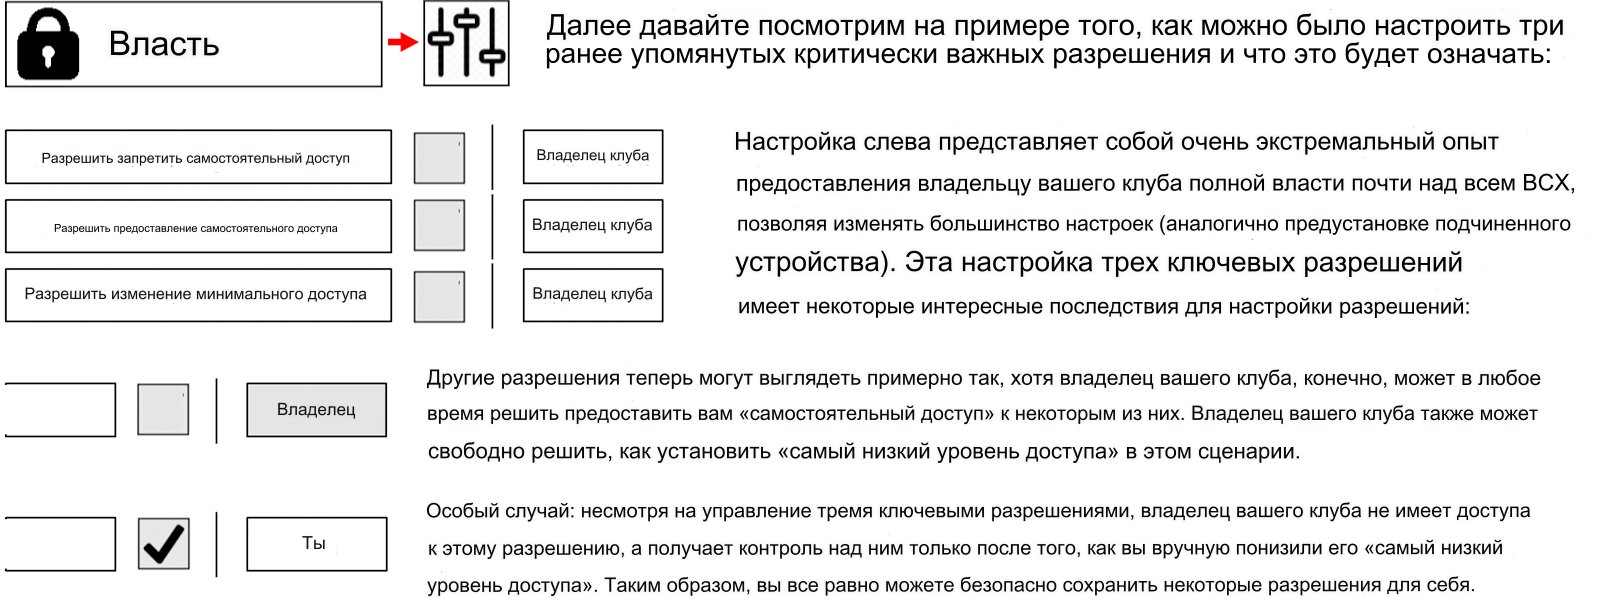 Власть
Далее давайте посмотрим на примере того, как можно было настроить три
ранее упомянутых критически важных разрешения и что это будет означать:
Разрешить запретить самостоятельный доступ
Владелец клуба
Разрешить предоставление самостоятельного доступа
Владелец клуба
Разрешить изменение минимального доступа
Владелец клуба
Настройка слева представляет собой очень экстремальный опыт
предоставления владельцу вашего клуба полной власти почти над всем BCX,
позволяя изменять большинство настроек (аналогично предустановке подчиненного
устройства). Эта настройка трех ключевых разрешений
имеет некоторые интересные последствия для настройки разрешений:
Владелец
Другие разрешения теперь могут выглядеть примерно так, хотя владелец вашего клуба, конечно, может в любое
время решить предоставить вам «самостоятельный доступ» к некоторым из них. Владелец вашего клуба также может
свободно решить, как установить «самый низкий уровень доступа» в этом сценарии.
Ты
Особый случай: несмотря на управление тремя ключевыми разрешениями, владелец вашего клуба не имеет доступа
к этому разрешению, а получает контроль над ним только после того, как вы вручную понизили его «самый низкий
уровень доступа». Таким образом, вы все равно можете безопасно сохранить некоторые разрешения для себя.